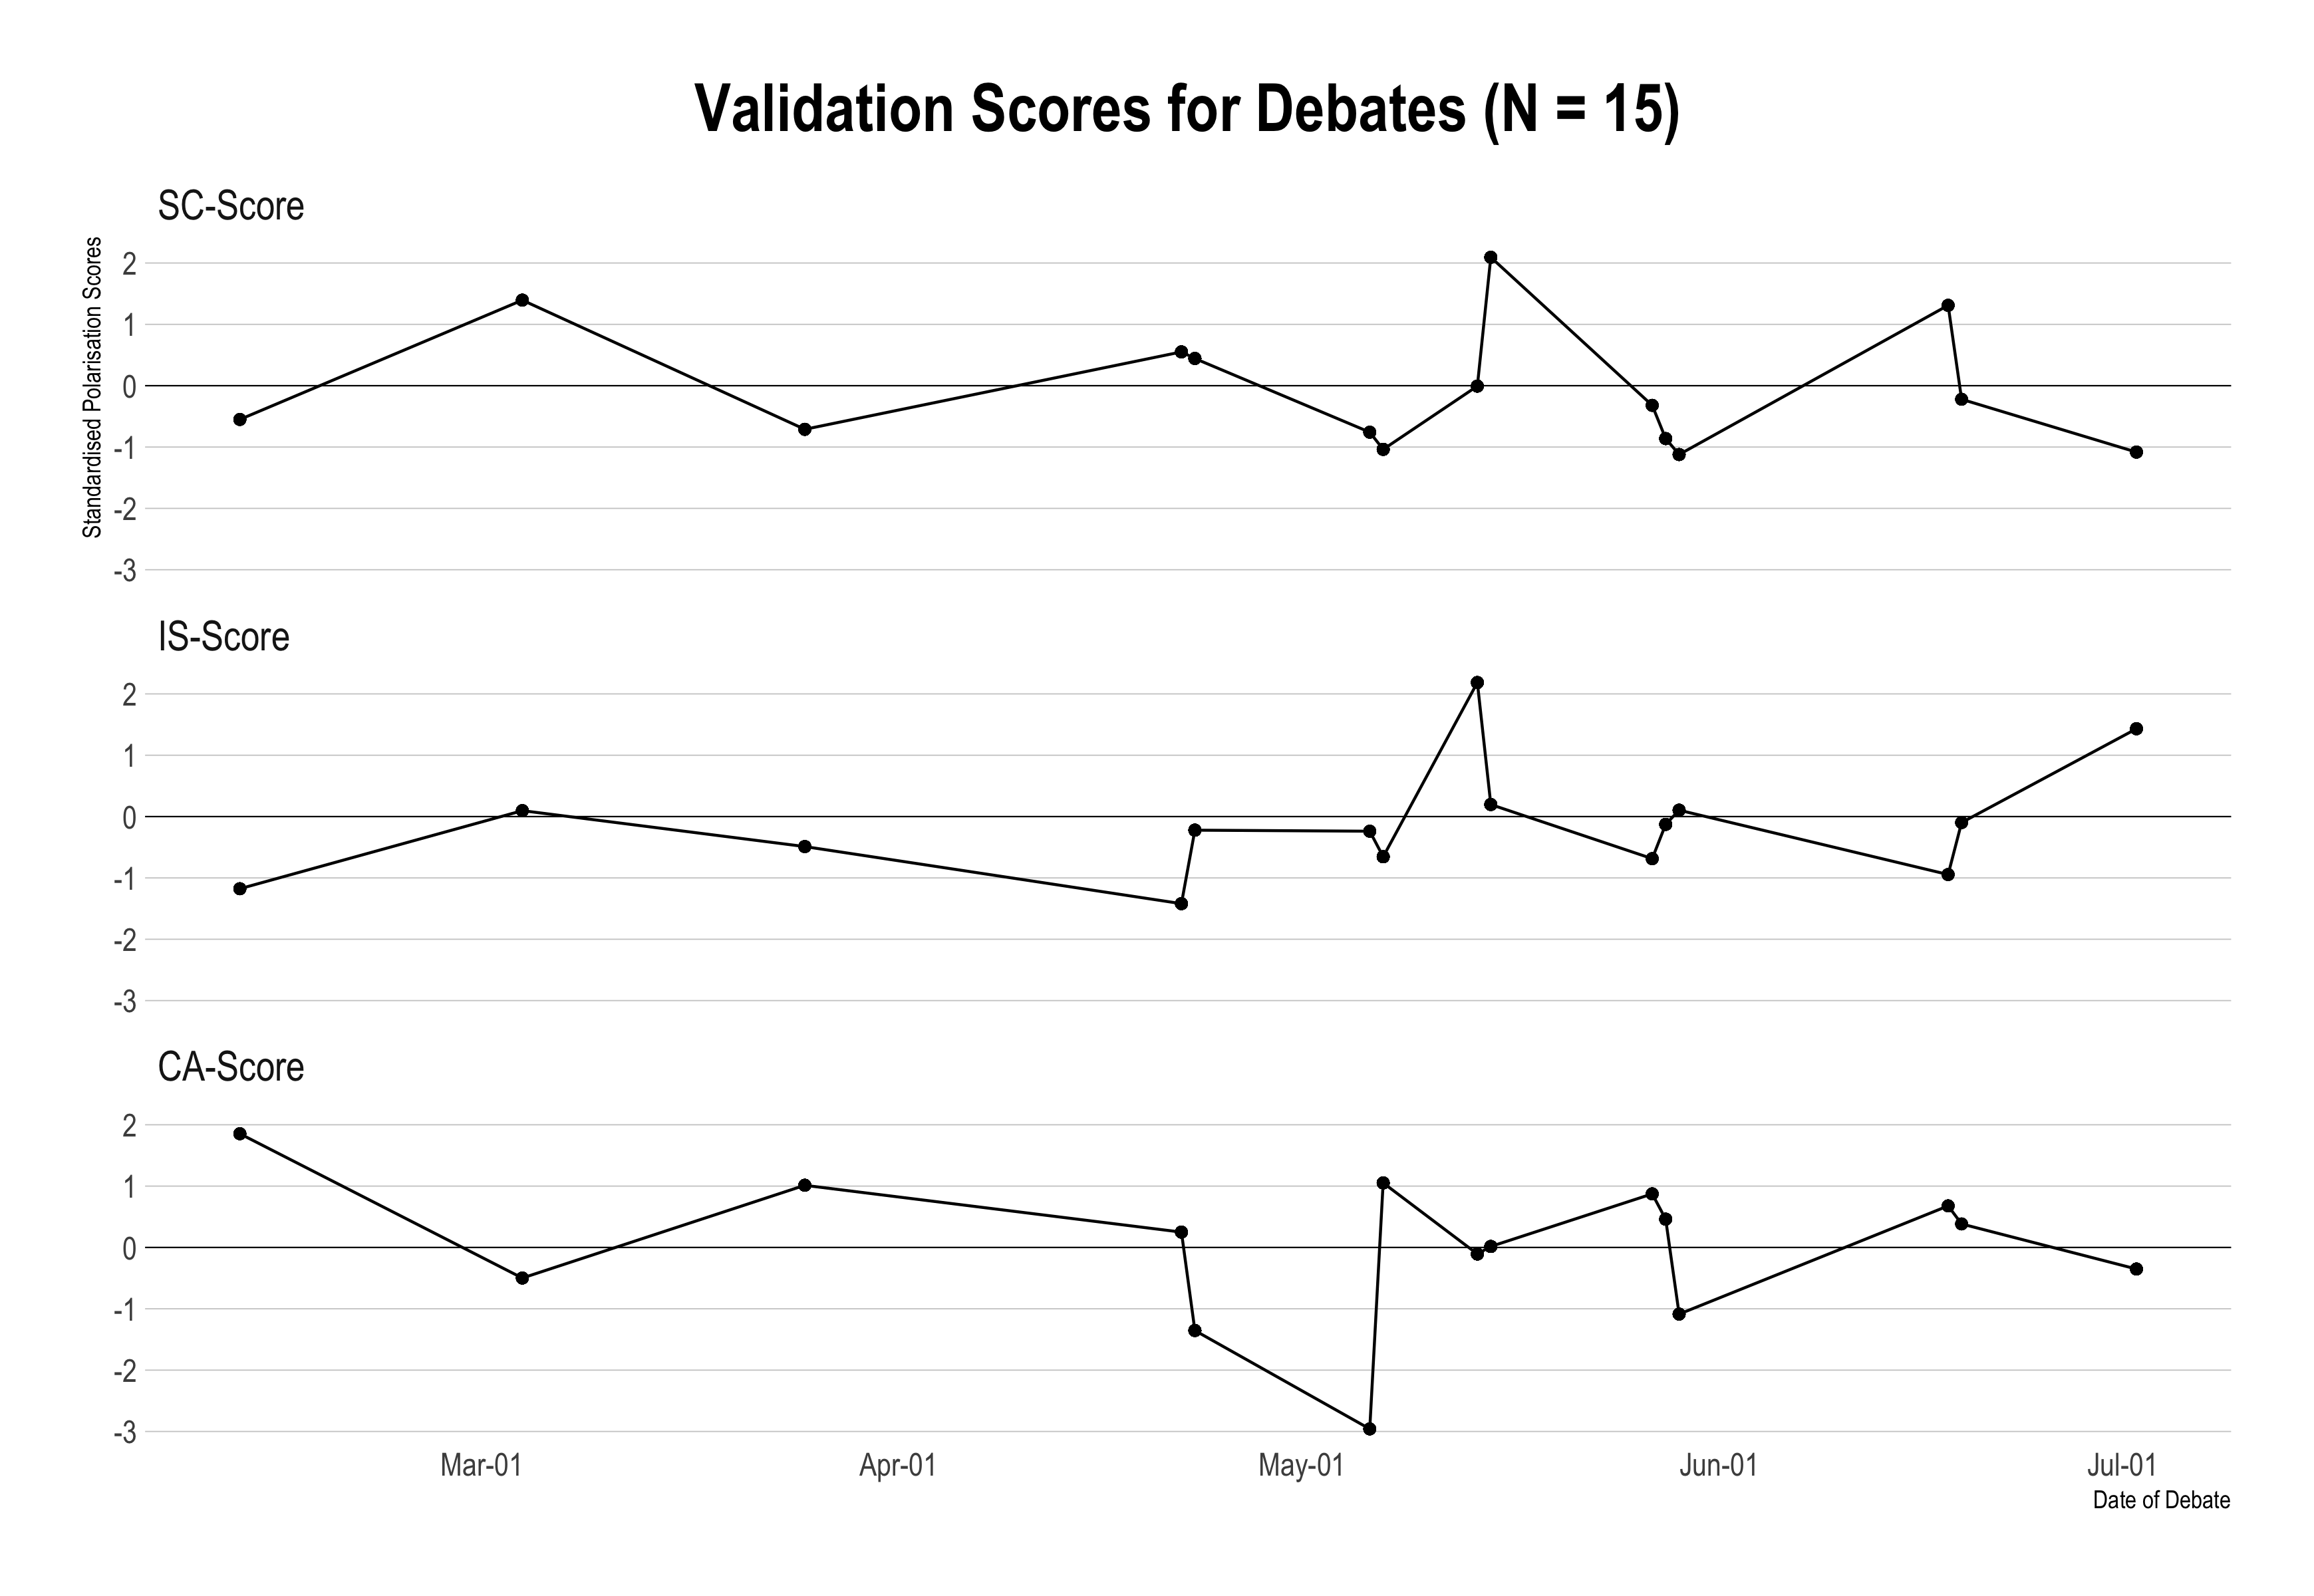 Validation Scores for Debates (N = 15)
SC-Score
Standardised Polarisation Scores
2
1
0
-1
-2
-3
IS-Score
2
1
0
-1
-2
-3
CA-Score
2
1
0
-1
-2
-3
Mar-01 Apr-01 May-01 Jun-01 Jul-01
Date of Debate